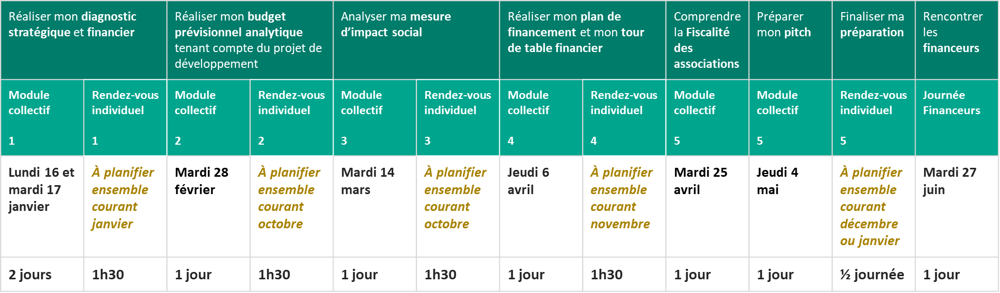 Réaliser mon diagnostic
stratégique et financier
Réaliser mon budget
prévisionnel analytique
tenant compte du projet de
développement
Analyser ma mesure
d'impact social
Réaliser mon plan de
financement et mon tour
de table financier
Comprendre
la Fiscalité
des
associations
Préparer
mon pitch
Finaliser ma
préparation
Rencontrer
les
financeurs
Module
collectif
1
Rendez-vous
individuel
1
Module
collectif
2
Rendez-vous
individuel
2
Module
collectif
3
Rendez-vous
individuel
3
Module
collectif
4
Rendez-vous
individuel
4
Module
collectif
5
Module
collectif
5
Rendez-vous
individuel
5
Journée
Financeurs
Lundi 16 et
mardi 17
janvier
À planifier
ensemble
courant
janvier
Mardi 28
février
À planifier
ensemble
courant
octobre
Mardi 14
mars
À planifier
ensemble
courant
octobre
Jeudi 6
avril
À planifier
ensemble
courant
novembre
Mardi 25
avril
Jeudi 4
mai
À planifier
ensemble
courant
décembre
ou janvier
Mardi 27
juin
2 jours
1h30
1 jour
1h30
1 jour
1h30
1 jour
1h30
1 jour
1 jour
½ journée
1 jour